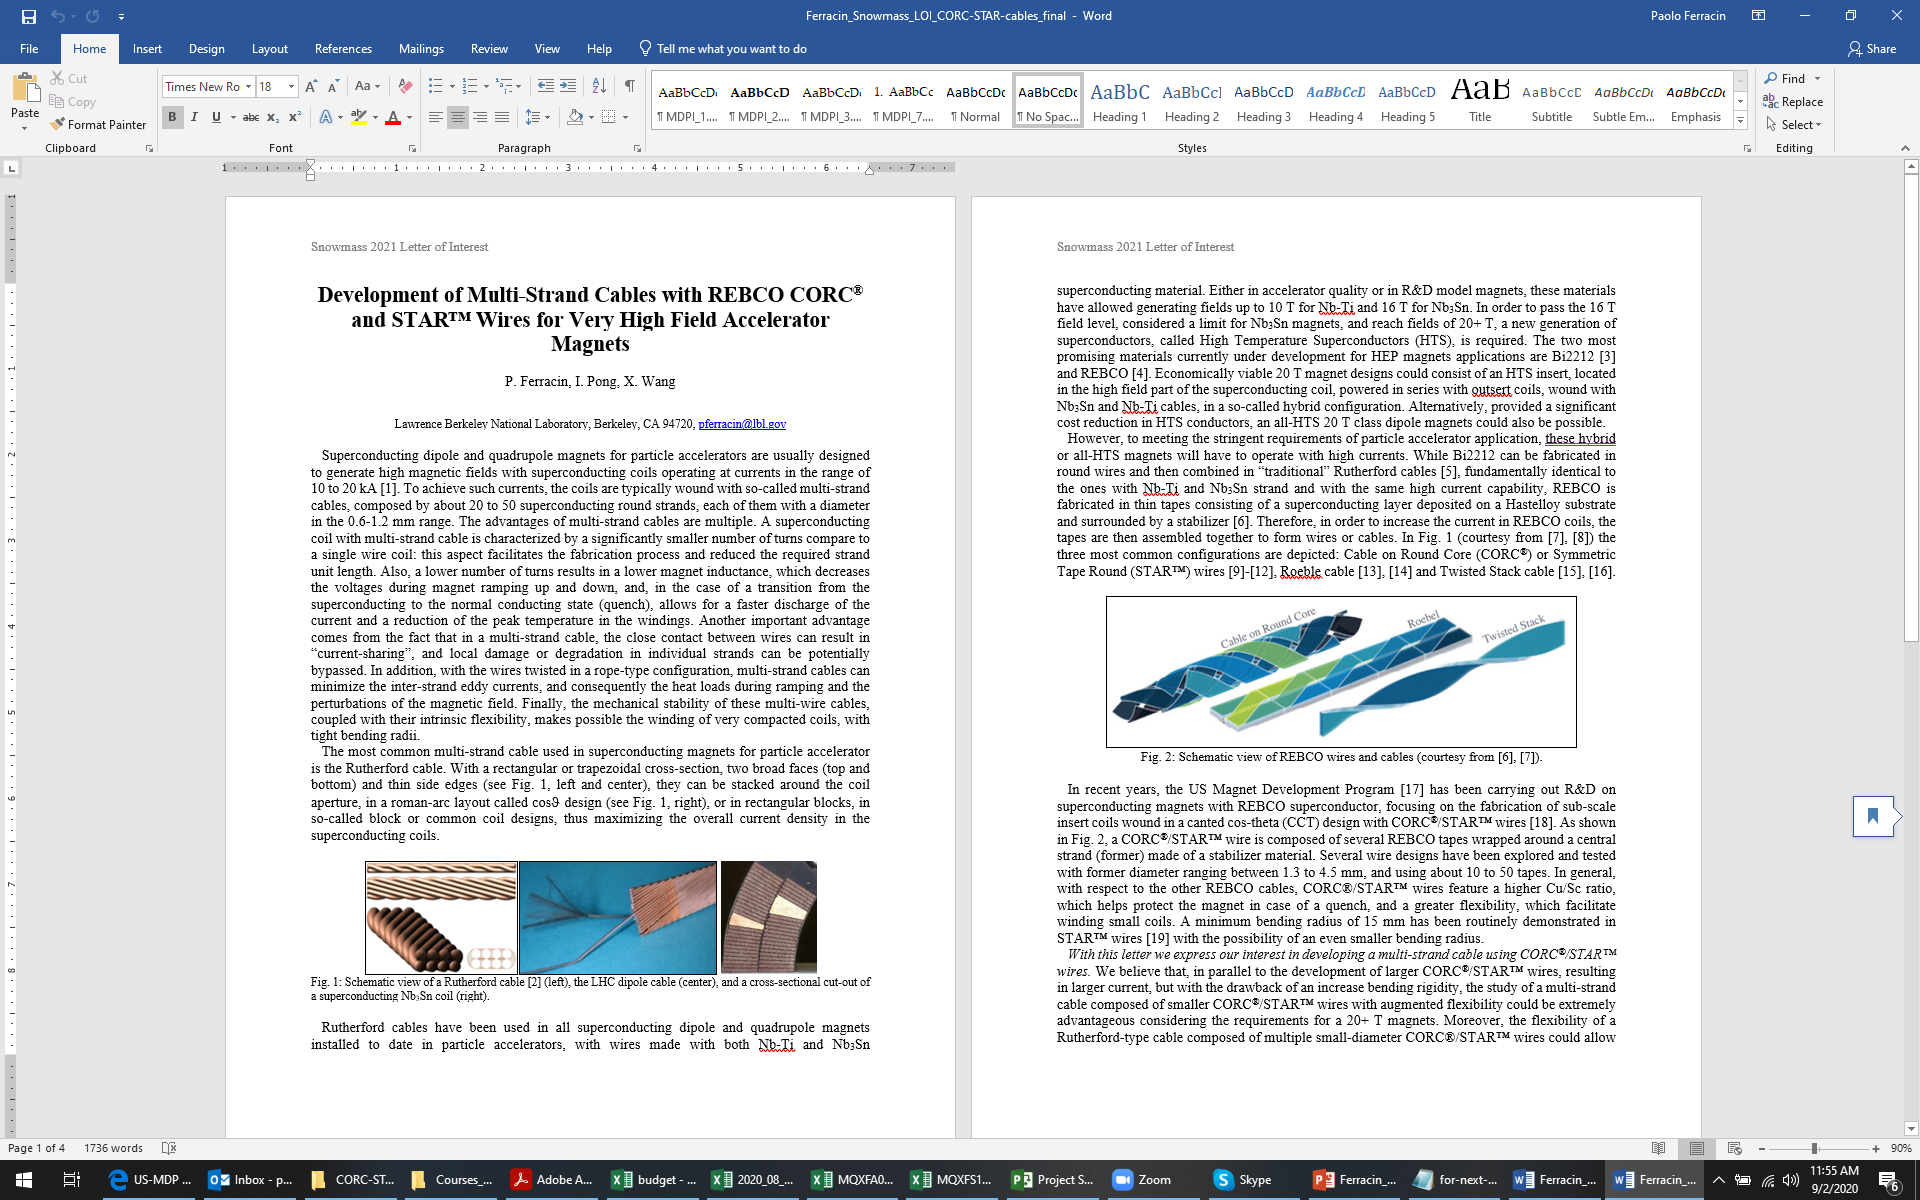 Ferracin_Snowmass_LOI_CORC-STAR-cables_final - Word
Paolo Ferracin
File Home Insert Design Layout References Mailings Review View Help Tell me what you want to do
Share
Paste
Cut
Copy
Format Painter
Clipboard
Times New Ro 18
Font
Paragraph
AaBbCcDc AaBbCcD AaBbCcDc 1. AaBbCc AaBbCcDc AaBbCcDc AaBbC AaBbCcI AaBbCcD AaBbCcD AaBbCcD AaB AaBbCcD AaBbCcDc AaBbCcDc
¶ MDPI_1.... ¶ MDPI_2.... ¶ MDPI_3.... ¶ MDPI_7.... ¶ Normal ¶ No Spac... Heading 1 Heading 2 Heading 3 Heading 4 Heading 5 Title Subtitle Subtle Em... Emphasis
Styles
Find
Replace
Select
Editing
Snowmass 2021 Letter of Interest
Development of Multi-Strand Cables with REBCO CORC®
and STAR™ Wires for Very High Field Accelerator
Magnets
P. Ferracin, I. Pong, X. Wang
Lawrence Berkeley National Laboratory, Berkeley, CA 94720, pferracin@lbl.gov
Superconducting dipole and quadrupole magnets for particle accelerators are usually designed
to generate high magnetic fields with superconducting coils operating at currents in the range of
10 to 20 kA [1]. To achieve such currents, the coils are typically wound with so-called multi-strand
cables, composed by about 20 to 50 superconducting round strands, each of them with a diameter
in the 0.6-1.2 mm range. The advantages of multi-strand cables are multiple. A superconducting
coil with multi-strand cable is characterized by a significantly smaller number of turns compare to
a single wire coil: this aspect facilitates the fabrication process and reduced the required strand
unit length. Also, a lower number of turns results in a lower magnet inductance, which decreases
the voltages during magnet ramping up and down, and, in the case of a transition from the
superconducting to the normal conducting state (quench), allows for a faster discharge of the
current and a reduction of the peak temperature in the windings. Another important advantage
comes from the fact that in a multi-strand cable, the close contact between wires can result in
“current-sharing”, and local damage or degradation in individual strands can be potentially
bypassed. In addition, with the wires twisted in a rope-type configuration, multi-strand cables can
minimize the inter-strand eddy currents, and consequently the heat loads during ramping and the
perturbations of the magnetic field. Finally, the mechanical stability of these multi-wire cables,
coupled with their intrinsic flexibility, makes possible the winding of very compacted coils, with
tight bending radii.
The most common multi-strand cable used in superconducting magnets for particle accelerator
is the Rutherford cable. With a rectangular or trapezoidal cross-section, two broad faces (top and
bottom) and thin side edges (see Fig. 1, left and center), they can be stacked around the coil
aperture, in a roman-arc layout called cosϑ design (see Fig. 1, right), or in rectangular blocks, in
so-called block or common coil designs, thus maximizing the overall current density in the
superconducting coils.
Fig. 1: Schematic view of a Rutherford cable [2] (left), the LHC dipole cable (center), and a cross-sectional cut-out of
a superconducting Nb₃Sn coil (right).
Rutherford cables have been used in all superconducting dipole and quadrupole magnets
installed to date in particle accelerators, with wires made with both Nb-Ti and Nb₃Sn
Snowmass 2021 Letter of Interest
superconducting material. Either in accelerator quality or in R&D model magnets, these materials
have allowed generating fields up to 10 T for Nb-Ti and 16 T for Nb₃Sn. In order to pass the 16 T
field level, considered a limit for Nb₃Sn magnets, and reach fields of 20+ T, a new generation of
superconductors, called High Temperature Superconductors (HTS), is required. The two most
promising materials currently under development for HEP magnets applications are Bi2212 [3]
and REBCO [4]. Economically viable 20 T magnet designs could consist of an HTS insert, located
in the high field part of the superconducting coil, powered in series with outsert coils, wound with
Nb₃Sn and Nb-Ti cables, in a so-called hybrid configuration. Alternatively, provided a significant
cost reduction in HTS conductors, an all-HTS 20 T class dipole magnets could also be possible.
However, to meeting the stringent requirements of particle accelerator application, these hybrid
or all-HTS magnets will have to operate with high currents. While Bi2212 can be fabricated in
round wires and then combined in “traditional” Rutherford cables [5], fundamentally identical to
the ones with Nb-Ti and Nb₃Sn strand and with the same high current capability, REBCO is
fabricated in thin tapes consisting of a superconducting layer deposited on a Hastelloy substrate
and surrounded by a stabilizer [6]. Therefore, in order to increase the current in REBCO coils, the
tapes are then assembled together to form wires or cables. In Fig. 1 (courtesy from [7], [8]) the
three most common configurations are depicted: Cable on Round Core (CORC®) or Symmetric
Tape Round (STAR™) wires [9]-[12], Roeble cable [13], [14] and Twisted Stack cable [15], [16].
Cable on Round Core
Roebel
Twisted Stack
Fig. 2: Schematic view of REBCO wires and cables (courtesy from [6], [7]).
In recent years, the US Magnet Development Program [17] has been carrying out R&D on
superconducting magnets with REBCO superconductor, focusing on the fabrication of sub-scale
insert coils wound in a canted cos-theta (CCT) design with CORC®/STAR™ wires [18]. As shown
in Fig. 2, a CORC®/STAR™ wire is composed of several REBCO tapes wrapped around a central
strand (former) made of a stabilizer material. Several wire designs have been explored and tested
with former diameter ranging between 1.3 to 4.5 mm, and using about 10 to 50 tapes. In general,
with respect to the other REBCO cables, CORC®/STAR™ wires feature a higher Cu/Sc ratio,
which helps protect the magnet in case of a quench, and a greater flexibility, which facilitate
winding small coils. A minimum bending radius of 15 mm has been routinely demonstrated in
STAR™ wires [19] with the possibility of an even smaller bending radius.
With this letter we express our interest in developing a multi-strand cable using CORC®/STAR™
wires. We believe that, in parallel to the development of larger CORC®/STAR™ wires, resulting
in larger current, but with the drawback of an increase bending rigidity, the study of a multi-strand
cable composed of smaller CORC®/STAR™ wires with augmented flexibility could be extremely
advantageous considering the requirements for a 20+ T magnets. Moreover, the flexibility of a
Rutherford-type cable composed of multiple small-diameter CORC®/STAR™ wires could allow
Page 1 of 4 1736 words
90%
US-MDP ... Inbox - p... CORC-ST... Courses_... Adobe A... budget - ... 2020_08_... MQXFA0... MQXFS1... Project S... Zoom Skype Ferracin_... for-next-... Ferracin_... Ferracin_...
11:55 AM
9/2/2020
6